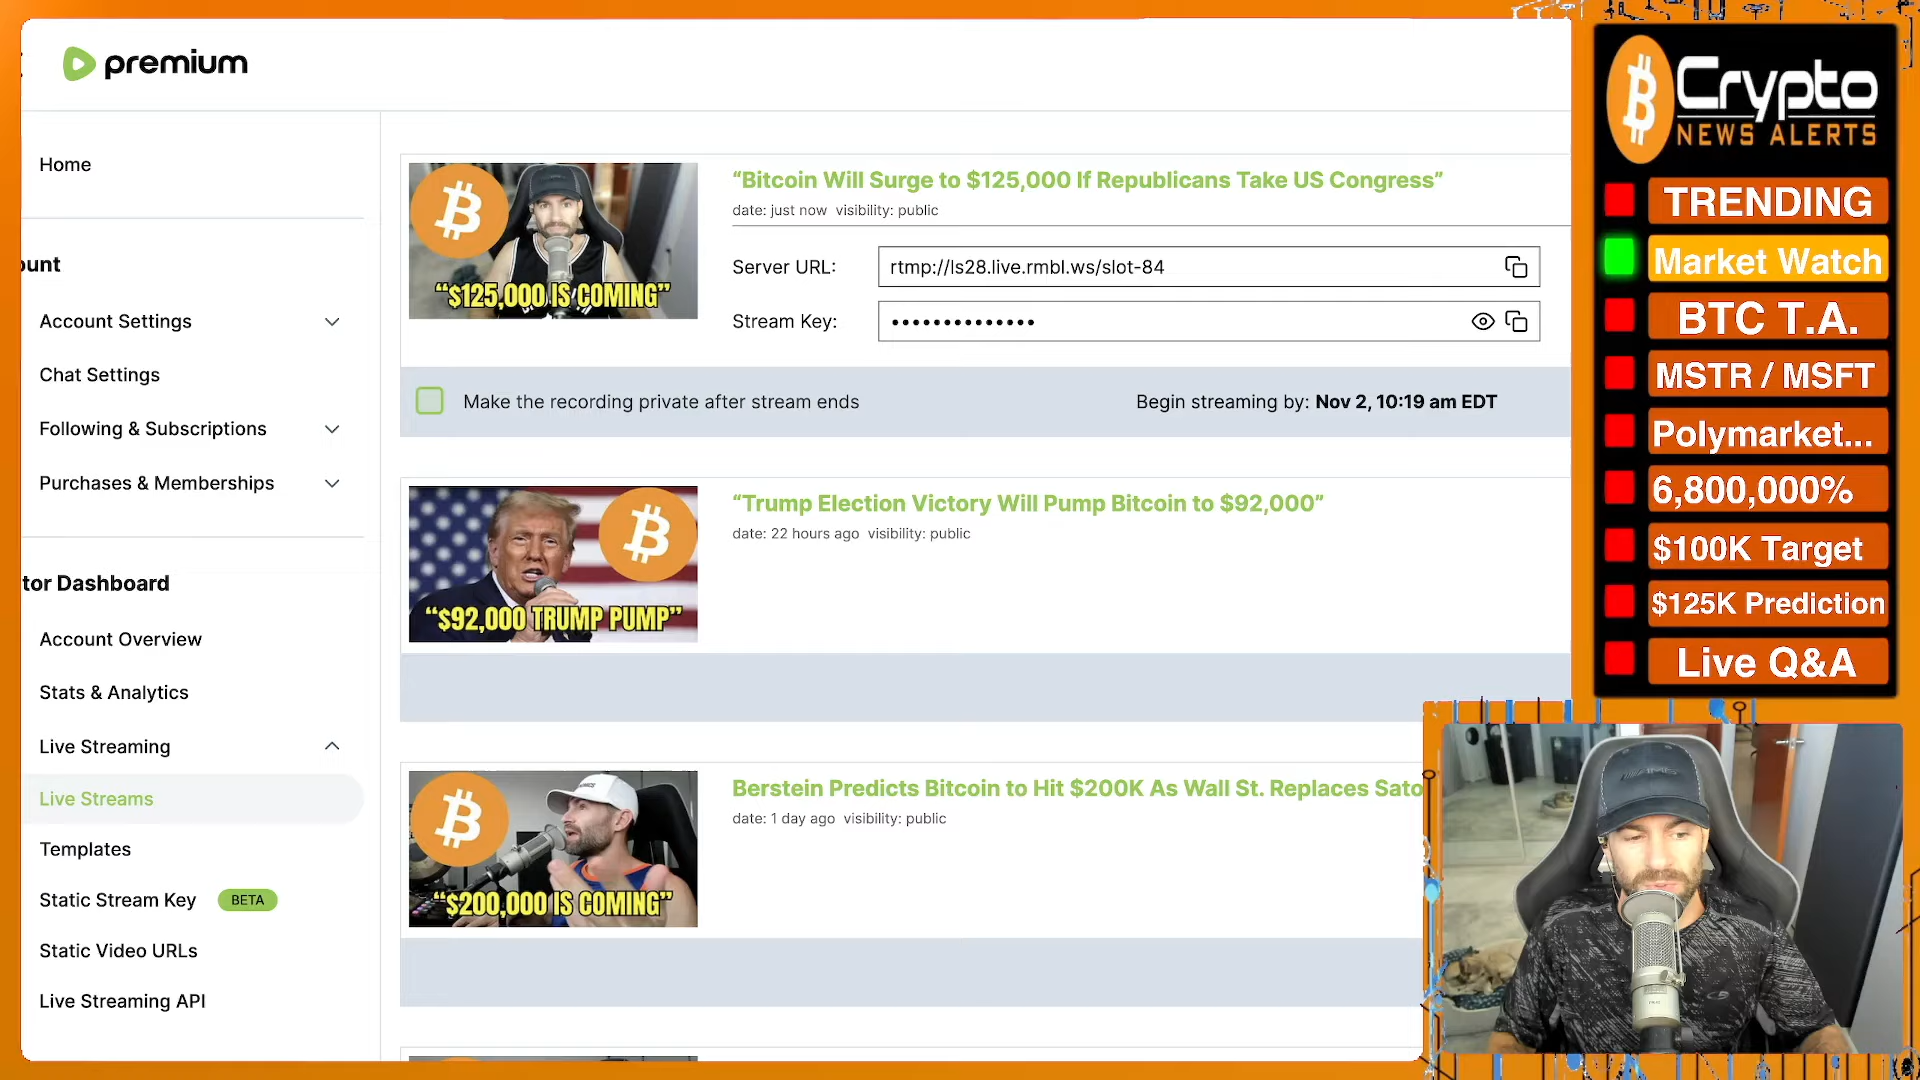 premium
Home
ount
Account Settings
Chat Settings
Following & Subscriptions
Purchases & Memberships
tor Dashboard
Account Overview
Stats & Analytics
Live Streaming
Live Streams
Templates
Static Stream Key BETA
Static Video URLs
Live Streaming API
“Bitcoin Will Surge to $125,000 If Republicans Take US Congress”
date: just now visibility: public
Server URL: rtmp://ls28.live.rmbl.ws/slot-84
Stream Key: ••••••••••••••
“$125,000 IS COMING”
Make the recording private after stream ends
Begin streaming by: Nov 2, 10:19 am EDT
“Trump Election Victory Will Pump Bitcoin to $92,000”
date: 22 hours ago visibility: public
“$92,000 TRUMP PUMP”
Berstein Predicts Bitcoin to Hit $200K As Wall St. Replaces Sato
date: 1 day ago visibility: public
“$200,000 IS COMING”
Crypto
NEWS ALERTS
TRENDING
Market Watch
BTC T.A.
MSTR / MSFT
Polymarket...
6,800,000%
$100K Target
$125K Prediction
Live Q&A